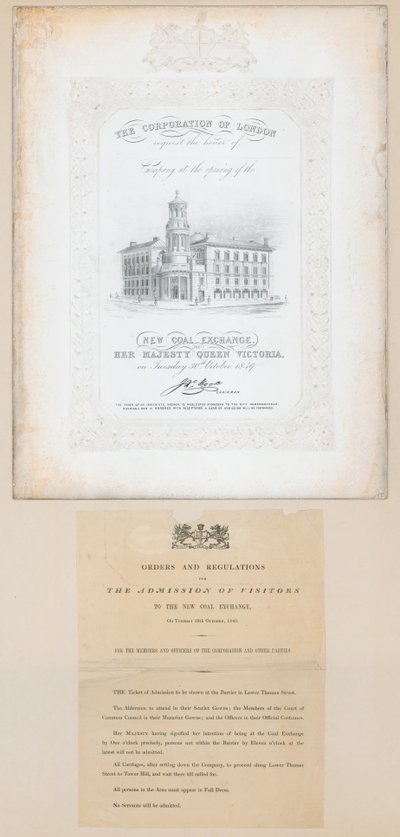 THE CORPORATION OF LONDON
request the honor of
Company at the opening of the
NEW COAL EXCHANGE,
BY
HER MAJESTY QUEEN VICTORIA,
on Tuesday 30th October 1849.
CHAIRMAN
ORDERS AND REGULATIONS
FOR
THE ADMISSION OF VISITORS
TO THE NEW COAL EXCHANGE,
On Tuesday 30th October, 1849.
FOR THE MEMBERS AND OFFICERS OF THE CORPORATION AND OTHER PARTIES.
THE Ticket of Admission to be shown at the Barrier in Lower Thames Street.
The Aldermen to attend in their Scarlet Gowns; the Members of the Court of
Common Council in their Mazarine Gowns; and the Officers in their Official Costumes.
Her MAJESTY having signified her intention of being at the Coal Exchange
by One o'clock precisely, persons not within the Barrier by Eleven o'clock at the
latest will not be admitted.
All Carriages, after setting down the Company, to proceed along Lower Thames
Street to Tower Hill, and wait there till called for.
All persons in the Area must appear in Full Dress.
No Servants will be admitted.